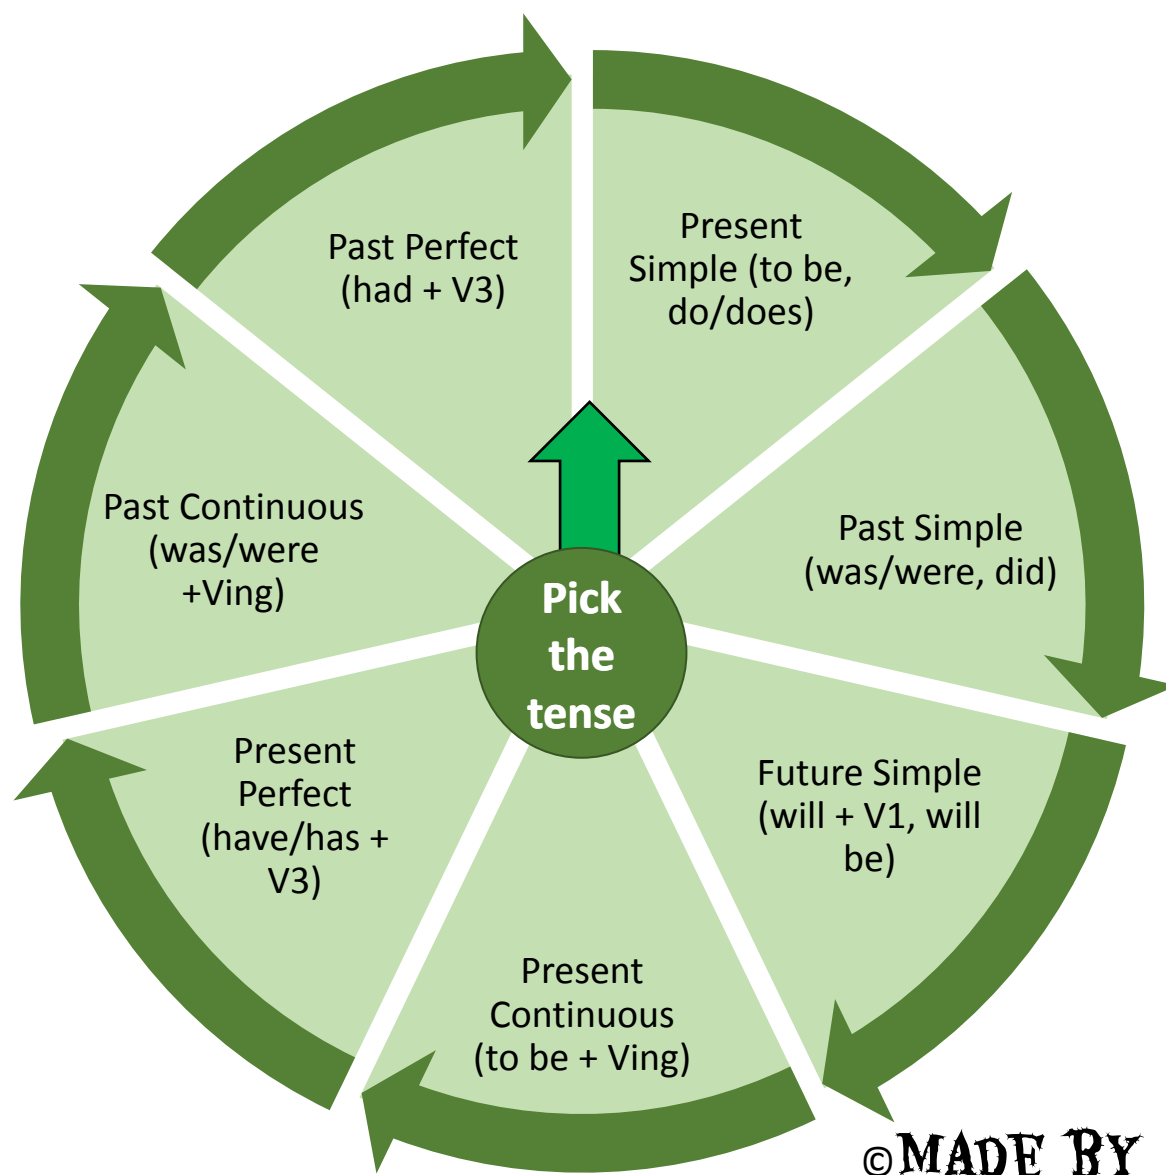 Present
Simple (to be,
do/does)
Past Simple
(was/were, did)
Future Simple
(will + V1, will
be)
Present
Continuous
(to be + Ving)
Present
Perfect
(have/has +
V3)
Past Continuous
(was/were
+Ving)
Past Perfect
(had + V3)
Pick
the
tense
©MADE BY